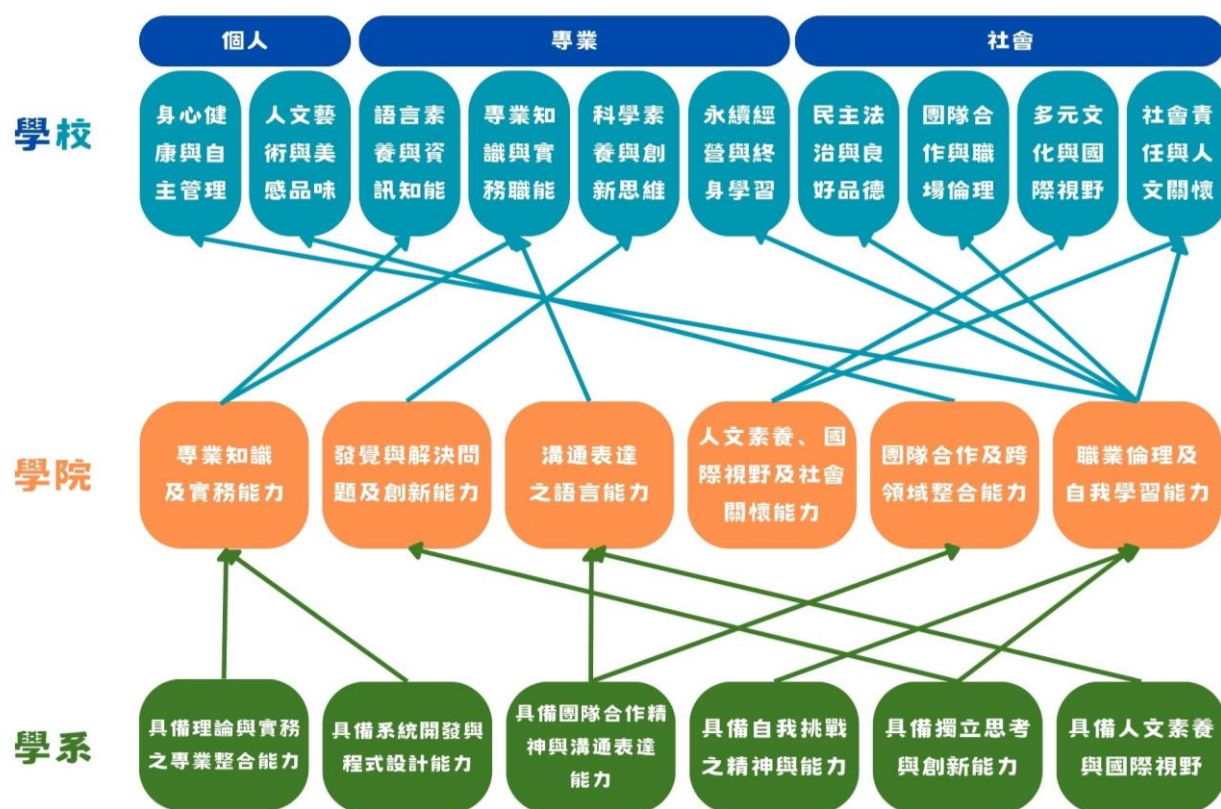 個人
專業
社會
學校
身心健
康與自
主管理
人文藝
術與美
感品味
語言素
養與資
訊知能
專業知
識與實
務職能
科學素
養與創
新思維
永續經
營與終
身學習
民主法
治與良
好品德
團隊合
作與職
場倫理
多元文
化與國
際視野
社會責
任與人
文關懷
學院
專業知識
及實務能力
發覺與解決問
題及創新能力
溝通表達
之語言能力
人文素養、國
際視野及社會
關懷能力
團隊合作及跨
領域整合能力
職業倫理及
自我學習能力
學系
具備理論與實務
之專業整合能力
具備系統開發與
程式設計能力
具備團隊合作精
神與溝通表達
能力
具備自我挑戰
之精神與能力
具備獨立思考
與創新能力
具備人文素養
與國際視野